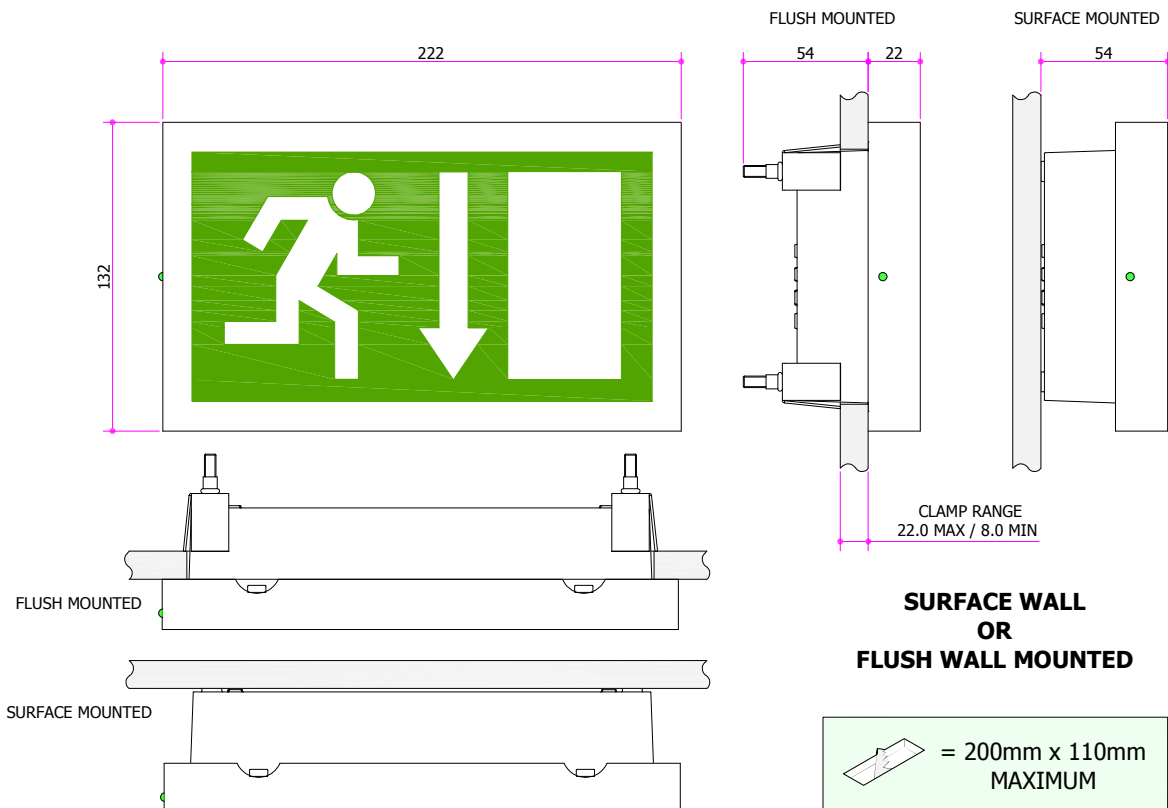 FLUSH MOUNTED
SURFACE MOUNTED
222
54
22
54
132
CLAMP RANGE
22.0 MAX / 8.0 MIN
FLUSH MOUNTED
SURFACE WALL
OR
FLUSH WALL MOUNTED
SURFACE MOUNTED
= 200mm x 110mm
MAXIMUM